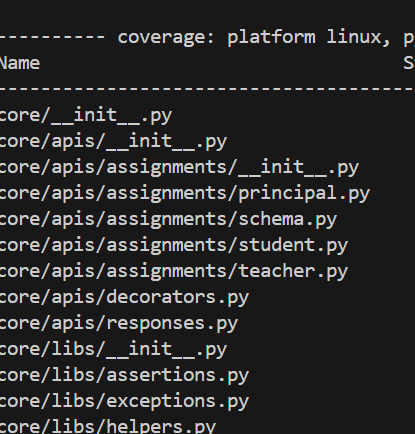 ---------- coverage: platform linux, p
Name S
--------------------------------------
core/__init__.py
core/apis/__init__.py
core/apis/assignments/__init__.py
core/apis/assignments/principal.py
core/apis/assignments/schema.py
core/apis/assignments/student.py
core/apis/assignments/teacher.py
core/apis/decorators.py
core/apis/responses.py
core/libs/__init__.py
core/libs/assertions.py
core/libs/exceptions.py
core/libs/helpers.py